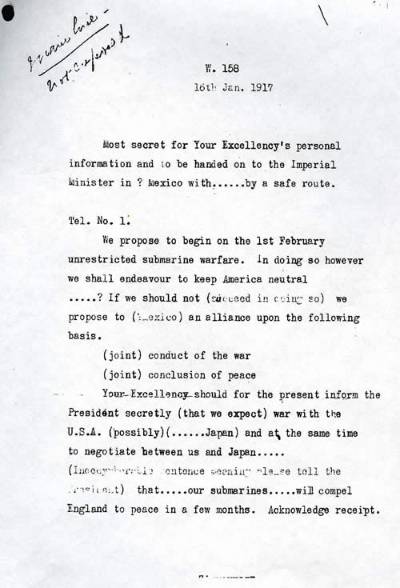 W. 158
16th Jan. 1917
Most secret for Your Excellency's personal
information and to be handed on to the Imperial
Minister in ? Mexico with......by a safe route.
Tel. No. 1.
We propose to begin on the 1st February
unrestricted submarine warfare. In doing so however
we shall endeavour to keep America neutral
.....? If we should not (succeed in doing so) we
propose to (Mexico) an alliance upon the following
basis.
(joint) conduct of the war
(joint) conclusion of peace
Your Excellency should for the present inform the
President secretly (that we expect) war with the
U.S.A. (possibly)(......Japan) and at the same time
to negotiate between us and Japan.....
sentence meaning please tell the
President) that.....our submarines.....will compel
England to peace in a few months. Acknowledge receipt.